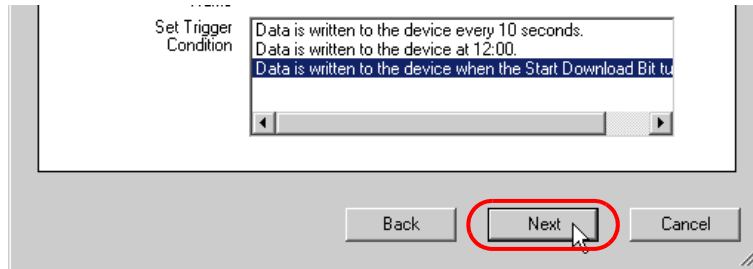 Set Trigger
Condition
Data is written to the device every 10 seconds.
Data is written to the device at 12:00.
Data is written to the device when the Start Download Bit tu
Back
Next
Cancel